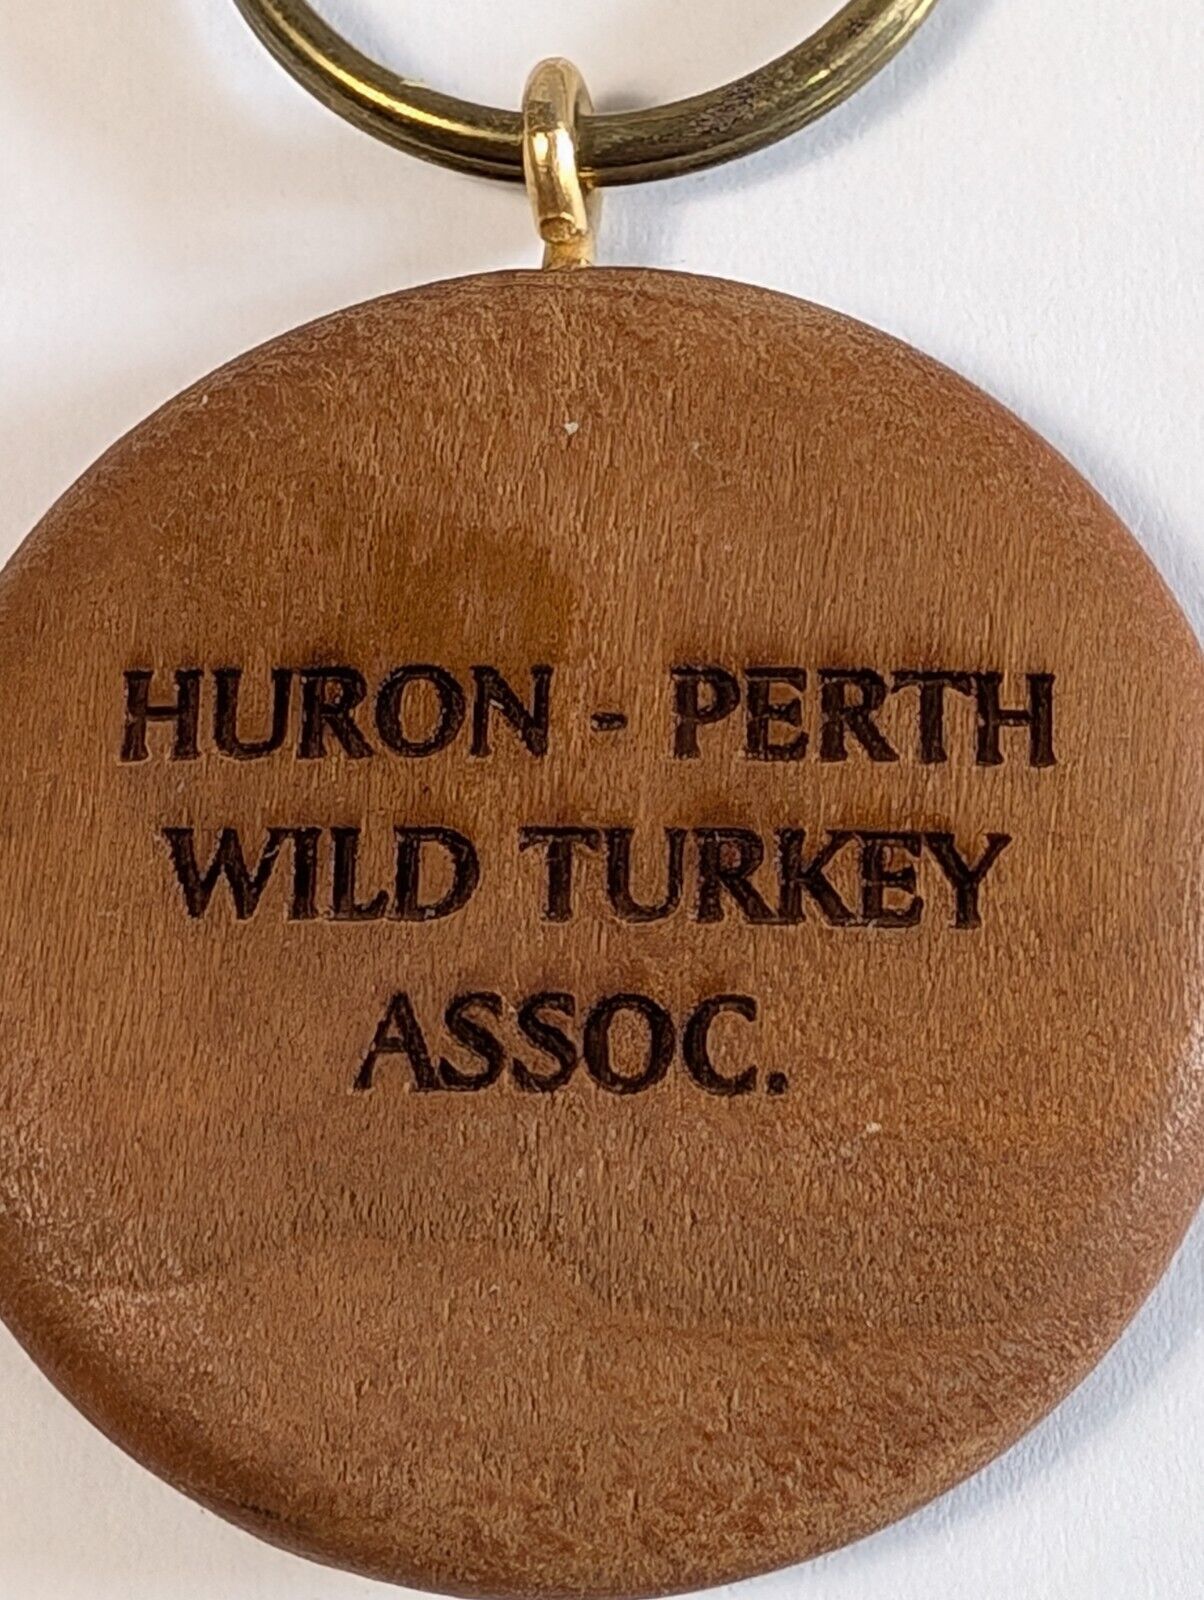 HURON - PERTH
WILD TURKEY
ASSOC.